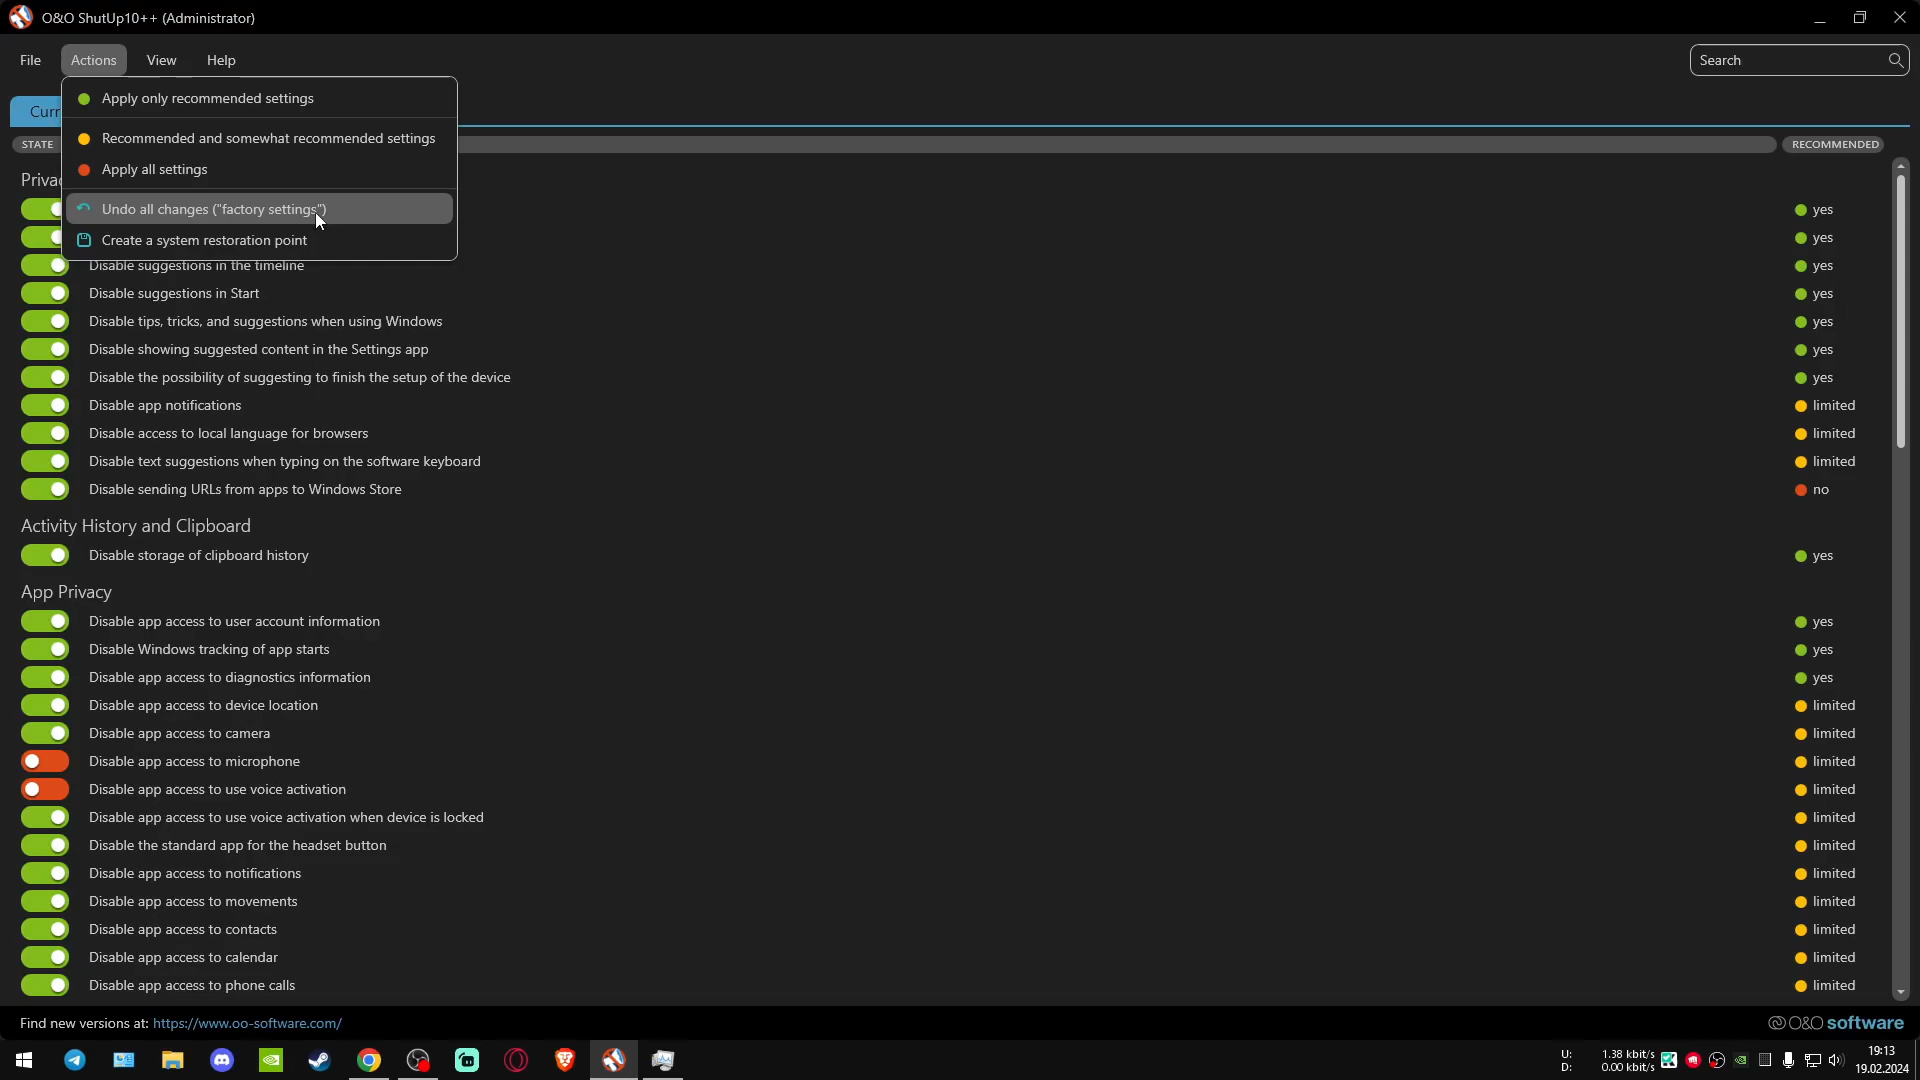 O&O ShutUp10++ (Administrator)
File Actions View Help Search
Apply only recommended settings
Curr
Recommended and somewhat recommended settings
STATE RECOMMENDED
Apply all settings
Priva
Undo all changes ("factory settings") yes
Create a system restoration point yes
Disable suggestions in the timeline yes
Disable suggestions in Start yes
Disable tips, tricks, and suggestions when using Windows yes
Disable showing suggested content in the Settings app yes
Disable the possibility of suggesting to finish the setup of the device yes
Disable app notifications limited
Disable access to local language for browsers limited
Disable text suggestions when typing on the software keyboard limited
Disable sending URLs from apps to Windows Store no
Activity History and Clipboard
Disable storage of clipboard history yes
App Privacy
Disable app access to user account information yes
Disable Windows tracking of app starts yes
Disable app access to diagnostics information yes
Disable app access to device location limited
Disable app access to camera limited
Disable app access to microphone limited
Disable app access to use voice activation limited
Disable app access to use voice activation when device is locked limited
Disable the standard app for the headset button limited
Disable app access to notifications limited
Disable app access to movements limited
Disable app access to contacts limited
Disable app access to calendar limited
Disable app access to phone calls limited
Find new versions at: https://www.oo-software.com/ O&O software
U: 1.38 kbit/s 19:13
D: 0.00 kbit/s 19.02.2024